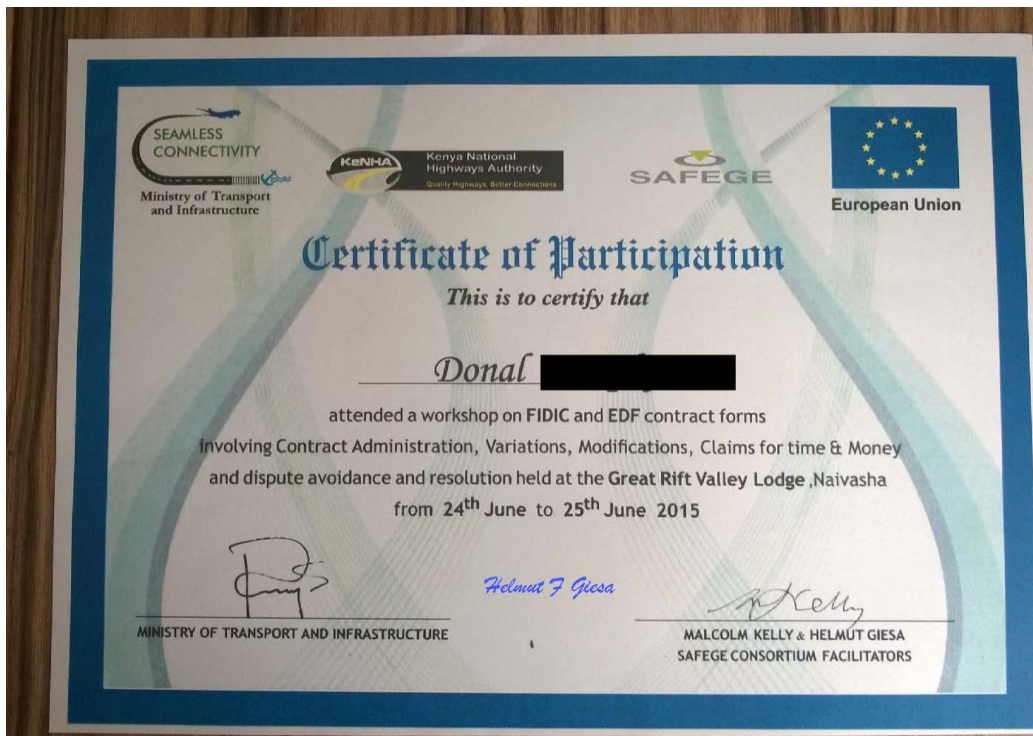 SEAMLESS
CONNECTIVITY
Ministry of Transport
and Infrastructure
KeNHA
Kenya National
Highways Authority
Quality Highways, Better Connections
SAFEGE
European Union
Certificate of Participation
This is to certify that
Donal
attended a workshop on FIDIC and EDF contract forms
involving Contract Administration, Variations, Modifications, Claims for time & Money
and dispute avoidance and resolution held at the Great Rift Valley Lodge ,Naivasha
from 24th June to 25th June 2015
Helmut F Giesa
M Kelly
MINISTRY OF TRANSPORT AND INFRASTRUCTURE
MALCOLM KELLY & HELMUT GIESA
SAFEGE CONSORTIUM FACILITATORS